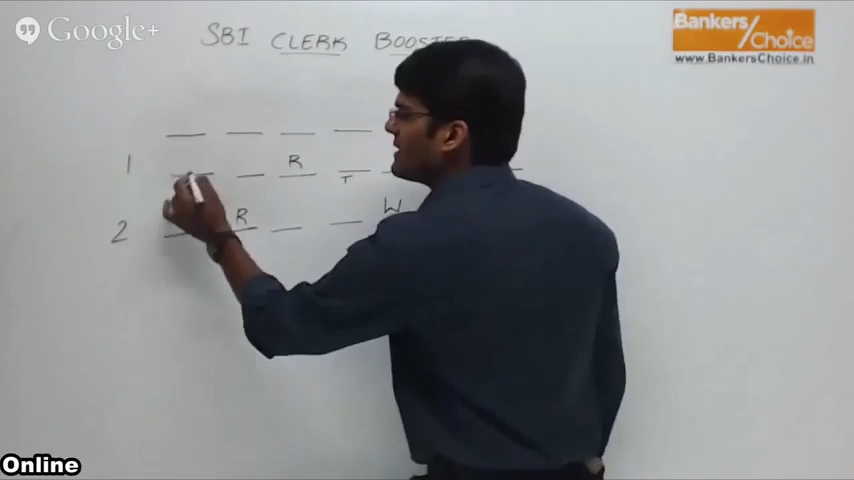 Google+
SBI CLERK BOOSTER
Bankers/Choice
www.BankersChoice.in
1 R
T
2 R W
Online